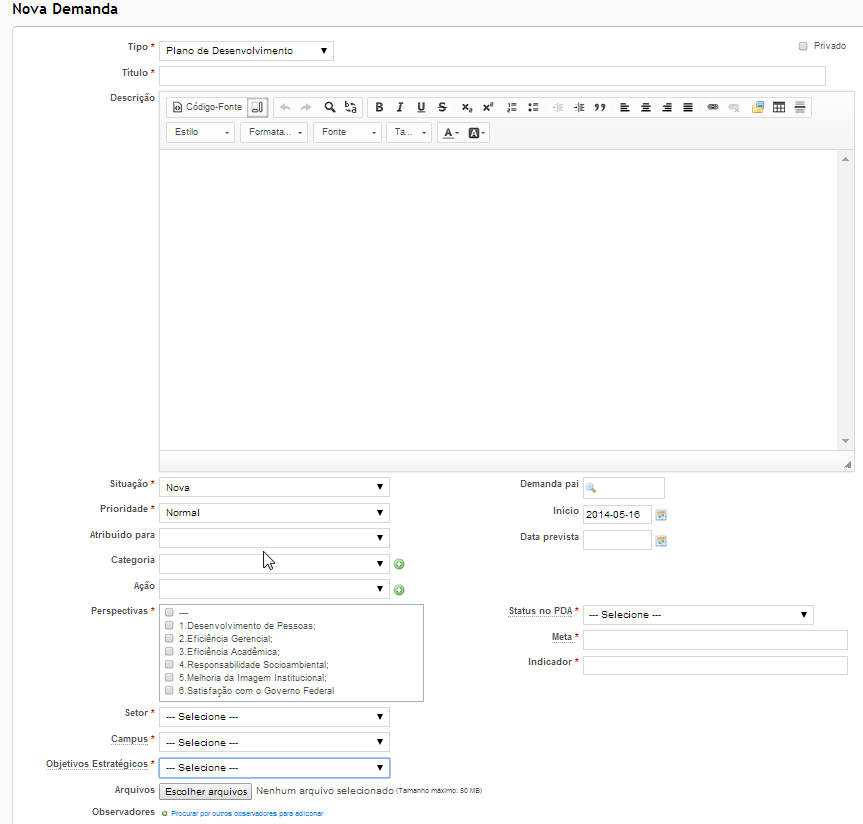 Nova Demanda
Tipo * Plano de Desenvolvimento Privado
Título *
Descrição Código-Fonte B I U S x₂ x²
Estilo Formata... Fonte Ta... A A
Situação * Nova Demanda pai
Prioridade * Normal Início 2014-05-16
Atribuído para Data prevista
Categoria
Ação
Perspectivas * --- Status no PDA * --- Selecione ---
1.Desenvolvimento de Pessoas;
2.Eficiência Gerencial; Meta *
3.Eficiência Acadêmica;
4.Responsabilidade Socioambiental; Indicador *
5.Melhoria da Imagem Institucional;
6.Satisfação com o Governo Federal
Setor * --- Selecione ---
Campus * --- Selecione ---
Objetivos Estratégicos * --- Selecione ---
Arquivos Escolher arquivos Nenhum arquivo selecionado (Tamanho máximo: 50 MB)
Observadores Procurar por outros observadores para adicionar